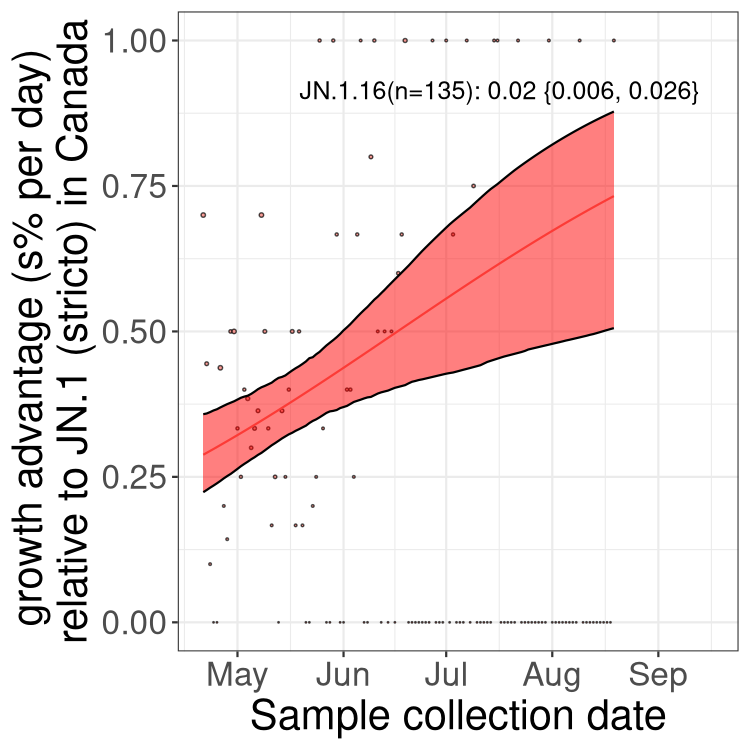 growth advantage (s% per day)
relative to JN.1 (stricto) in Canada
1.00
0.75
0.50
0.25
0.00
JN.1.16(n=135): 0.02 {0.006, 0.026}
May Jun Jul Aug Sep
Sample collection date